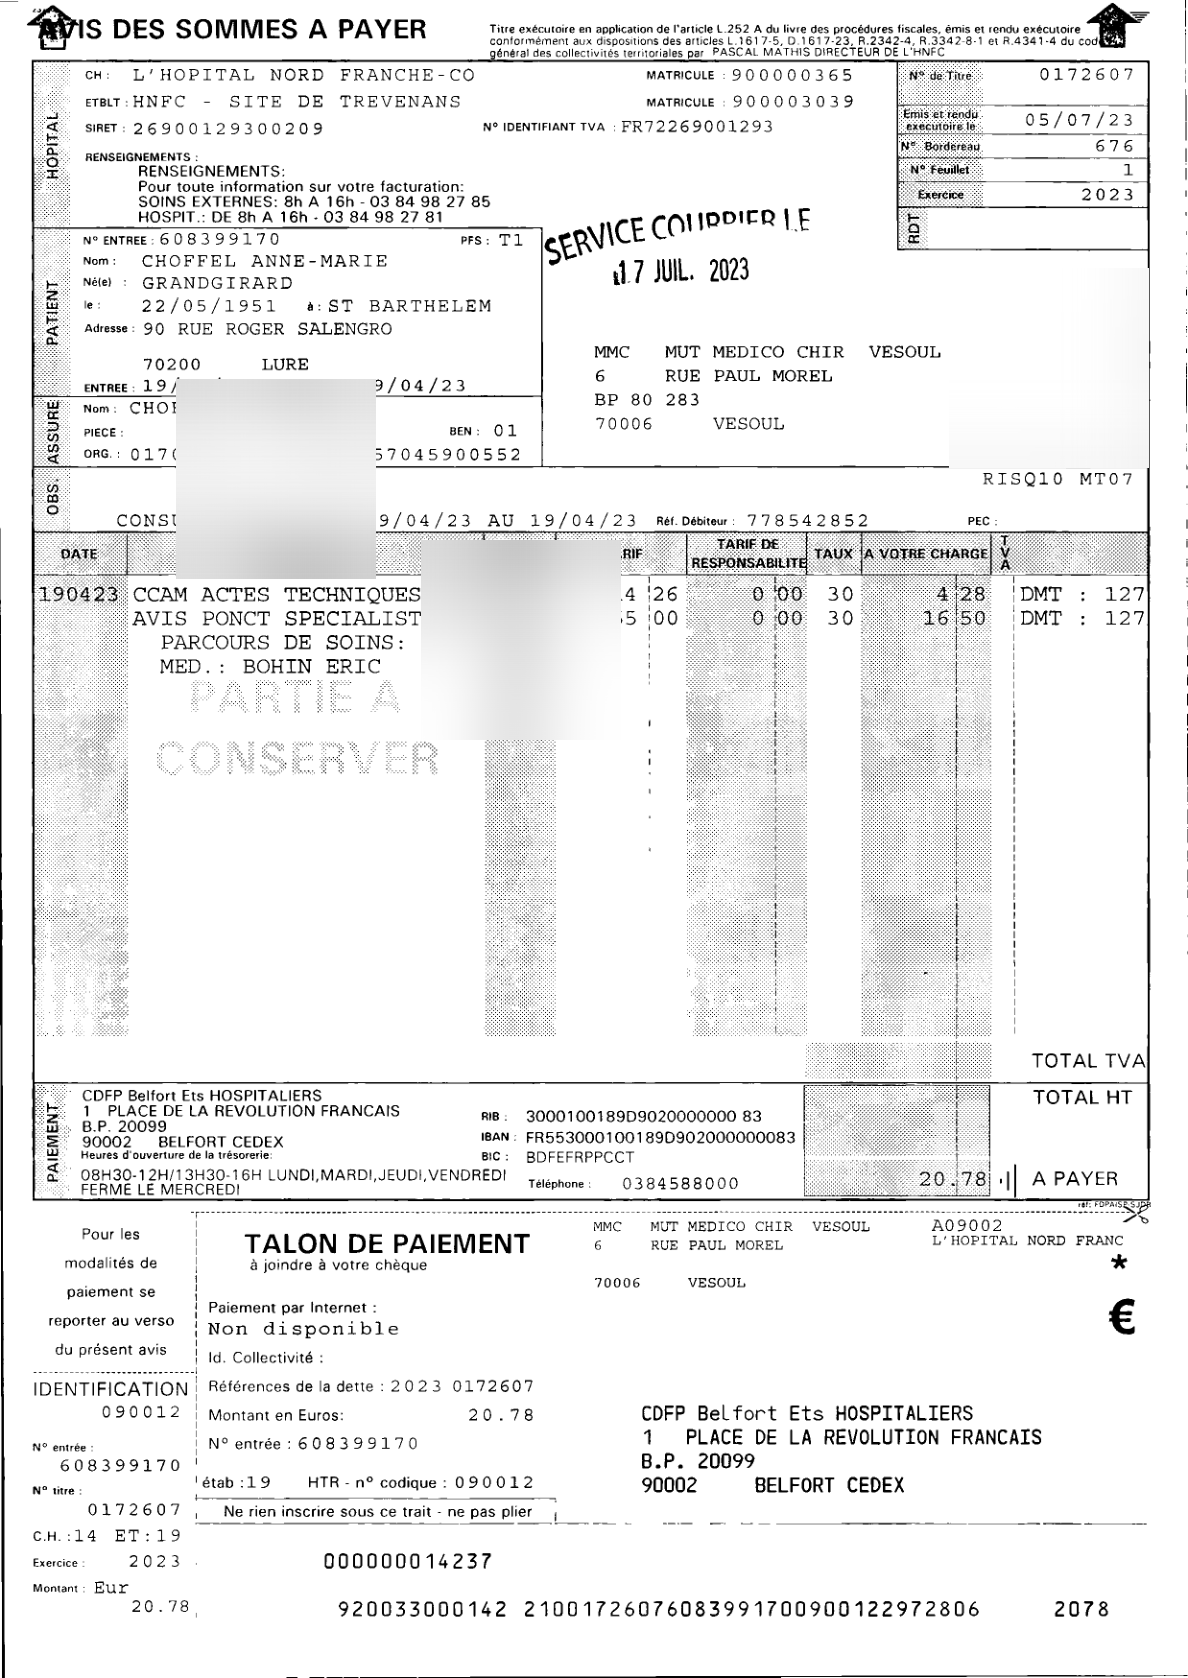 AVIS DES SOMMES A PAYER
Titre exécutoire en application de l'article L.252 A du livre des procédures fiscales, émis et rendu exécutoire
conformément aux dispositions des articles L.1617-5, D.1617-23, R.2342-4, R.3342-8-1 et R.4341-4 du cod
général des collectivités territoriales par PASCAL MATHIS DIRECTEUR DE L'HNFC
HOPITAL
CH : L'HOPITAL NORD FRANCHE-CO MATRICULE : 900000365
ETBLT : HNFC - SITE DE TREVENANS MATRICULE : 900003039
SIRET : 26900129300209 N° IDENTIFIANT TVA : FR72269001293
RENSEIGNEMENTS :
RENSEIGNEMENTS:
Pour toute information sur votre facturation:
SOINS EXTERNES: 8h A 16h - 03 84 98 27 85
HOSPIT.: DE 8h A 16h - 03 84 98 27 81
N° de Titre 0172607
Emis et rendu executoire le 05/07/23
N° Bordereau 676
N° Feuillet 1
Exercice 2023
RDT
SERVICE COURRIER LE
17 JUIL. 2023
PATIENT
N° ENTREE : 608399170 PFS : T1
Nom : CHOFFEL ANNE-MARIE
Né(e) : GRANDGIRARD
le : 22/05/1951 à : ST BARTHELEM
Adresse : 90 RUE ROGER SALENGRO
70200 LURE
ENTREE : 19/ 9/04/23
MMC MUT MEDICO CHIR VESOUL
6 RUE PAUL MOREL
BP 80 283
70006 VESOUL
ASSURE
Nom : CHOF
PIECE : BEN : 01
ORG. : 0170 57045900552
OBS.
RISQ10 MT07
CONSU 9/04/23 AU 19/04/23 Réf. Débiteur : 778542852 PEC :
DATE RIF TARIF DE RESPONSABILITE TAUX A VOTRE CHARGE TVA
190423 CCAM ACTES TECHNIQUES 4 26 0 00 30 4 28 DMT : 127
AVIS PONCT SPECIALIST 5 00 0 00 30 16 50 DMT : 127
PARCOURS DE SOINS:
MED.: BOHIN ERIC
PARTIE A
CONSERVER
TOTAL TVA
TOTAL HT
20.78 A PAYER
PAIEMENT
CDFP Belfort Ets HOSPITALIERS
1 PLACE DE LA REVOLUTION FRANCAIS
B.P. 20099
90002 BELFORT CEDEX
Heures d'ouverture de la trésorerie:
08H30-12H/13H30-16H LUNDI,MARDI,JEUDI,VENDREDI
FERME LE MERCREDI
RIB : 3000100189D9020000000 83
IBAN : FR553000100189D902000000083
BIC : BDFEFRPPCCT
Téléphone : 0384588000
réf: FDPAISP.SJDR
Pour les
modalités de
paiement se
reporter au verso
du présent avis
TALON DE PAIEMENT
à joindre à votre chèque
MMC MUT MEDICO CHIR VESOUL A09002
6 RUE PAUL MOREL L'HOPITAL NORD FRANC
70006 VESOUL
*
€
Paiement par Internet :
Non disponible
Id. Collectivité :
Références de la dette : 2023 0172607
Montant en Euros: 20.78
N° entrée : 608399170
étab : 19 HTR - n° codique : 090012
Ne rien inscrire sous ce trait - ne pas plier
CDFP Belfort Ets HOSPITALIERS
1 PLACE DE LA REVOLUTION FRANCAIS
B.P. 20099
90002 BELFORT CEDEX
IDENTIFICATION
090012
N° entrée :
608399170
N° titre :
0172607
C.H. : 14 ET : 19
Exercice : 2023
Montant : Eur
20.78
000000014237
920033000142 21001726076083991700900122972806 2078